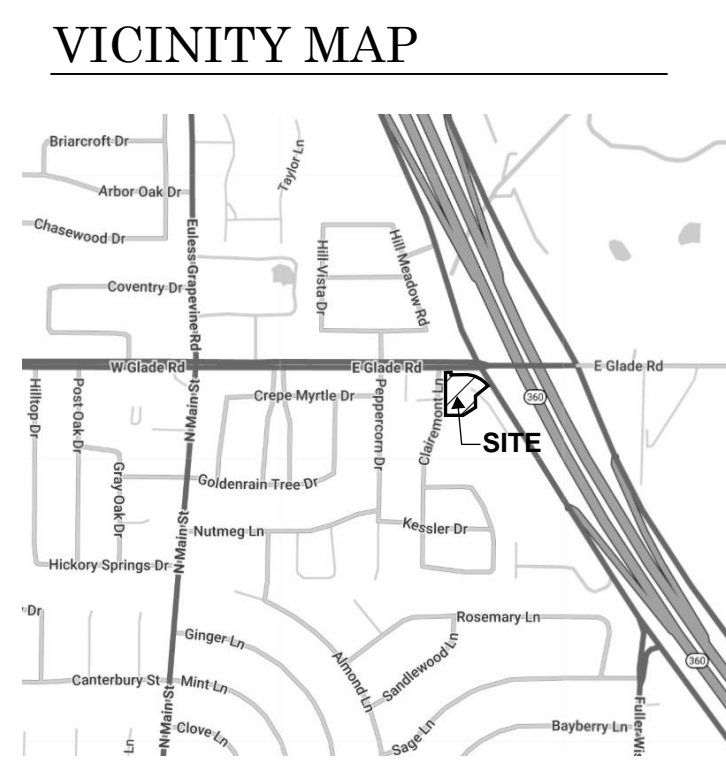 VICINITY MAP
Briarcroft Dr
Taylor Ln
Arbor Oak Dr
Chasewood Dr
Euless Grapevine Rd
Hill Vista Dr
Hill Meadow Rd
Coventry Dr
W Glade Rd
E Glade Rd
E Glade Rd
Hilltop Dr
Post Oak Dr
N Main St
Crepe Myrtle Dr
Peppercorn Dr
Clairemont Ln
360
SITE
Gray Oak Dr
Goldenrain Tree Dr
Nutmeg Ln
Kessler Dr
N Main St
Hickory Springs Dr
Dr
Rosemary Ln
Ginger Ln
Almond Ln
Sandlewood Ln
360
Canterbury St
Mint Ln
N Main St
Clove Ln
Ln
Sage Ln
Bayberry Ln
Fuller-Wis